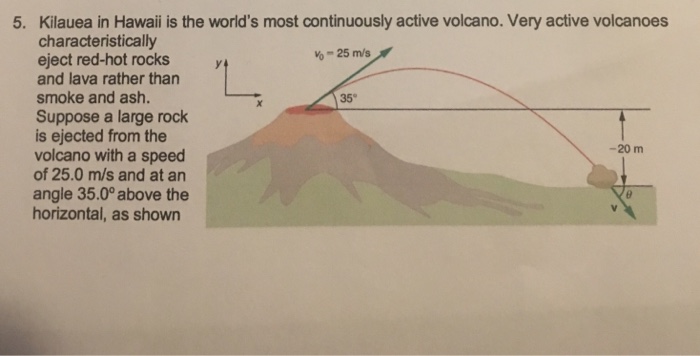 5. Kilauea in Hawaii is the world's most continuously active volcano. Very active volcanoes
characteristically
eject red-hot rocks
and lava rather than
smoke and ash.
Suppose a large rock
is ejected from the
volcano with a speed
of 25.0 m/s and at an
angle 35.0° above the
horizontal, as shown
y
x
v₀ = 25 m/s
35°
-20 m
θ
v